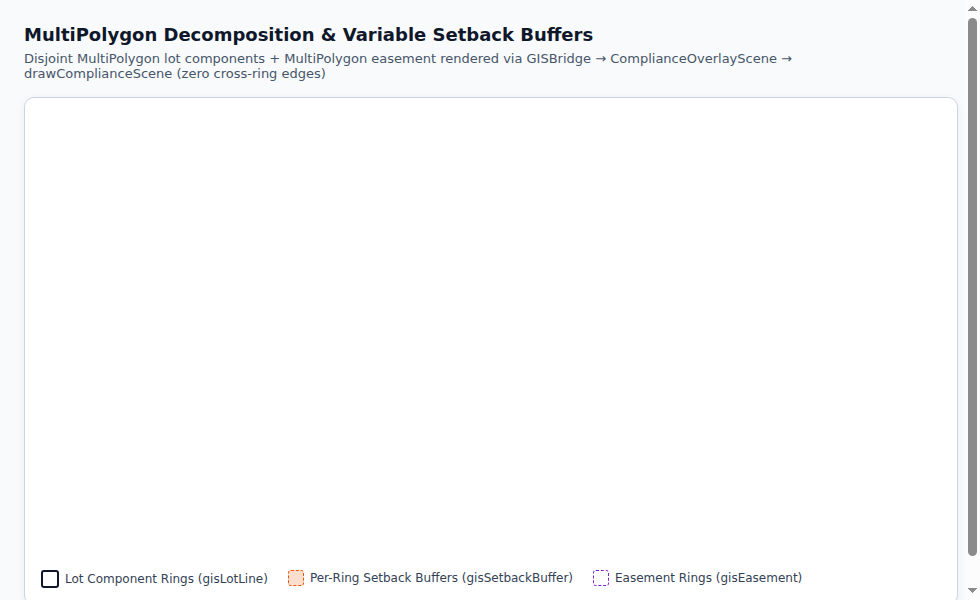 MultiPolygon Decomposition & Variable Setback Buffers
Disjoint MultiPolygon lot components + MultiPolygon easement rendered via GISBridge → ComplianceOverlayScene →
drawComplianceScene (zero cross-ring edges)
Lot Component Rings (gisLotLine) Per-Ring Setback Buffers (gisSetbackBuffer) Easement Rings (gisEasement)